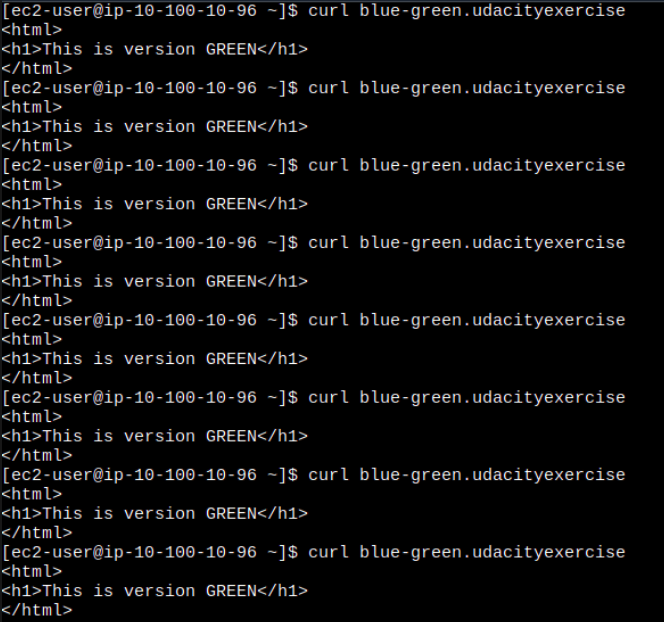 [ec2-user@ip-10-100-10-96 ~]$ curl blue-green.udacityexercise
<html>
<h1>This is version GREEN</h1>
</html>
[ec2-user@ip-10-100-10-96 ~]$ curl blue-green.udacityexercise
<html>
<h1>This is version GREEN</h1>
</html>
[ec2-user@ip-10-100-10-96 ~]$ curl blue-green.udacityexercise
<html>
<h1>This is version GREEN</h1>
</html>
[ec2-user@ip-10-100-10-96 ~]$ curl blue-green.udacityexercise
<html>
<h1>This is version GREEN</h1>
</html>
[ec2-user@ip-10-100-10-96 ~]$ curl blue-green.udacityexercise
<html>
<h1>This is version GREEN</h1>
</html>
[ec2-user@ip-10-100-10-96 ~]$ curl blue-green.udacityexercise
<html>
<h1>This is version GREEN</h1>
</html>
[ec2-user@ip-10-100-10-96 ~]$ curl blue-green.udacityexercise
<html>
<h1>This is version GREEN</h1>
</html>
[ec2-user@ip-10-100-10-96 ~]$ curl blue-green.udacityexercise
<html>
<h1>This is version GREEN</h1>
</html>